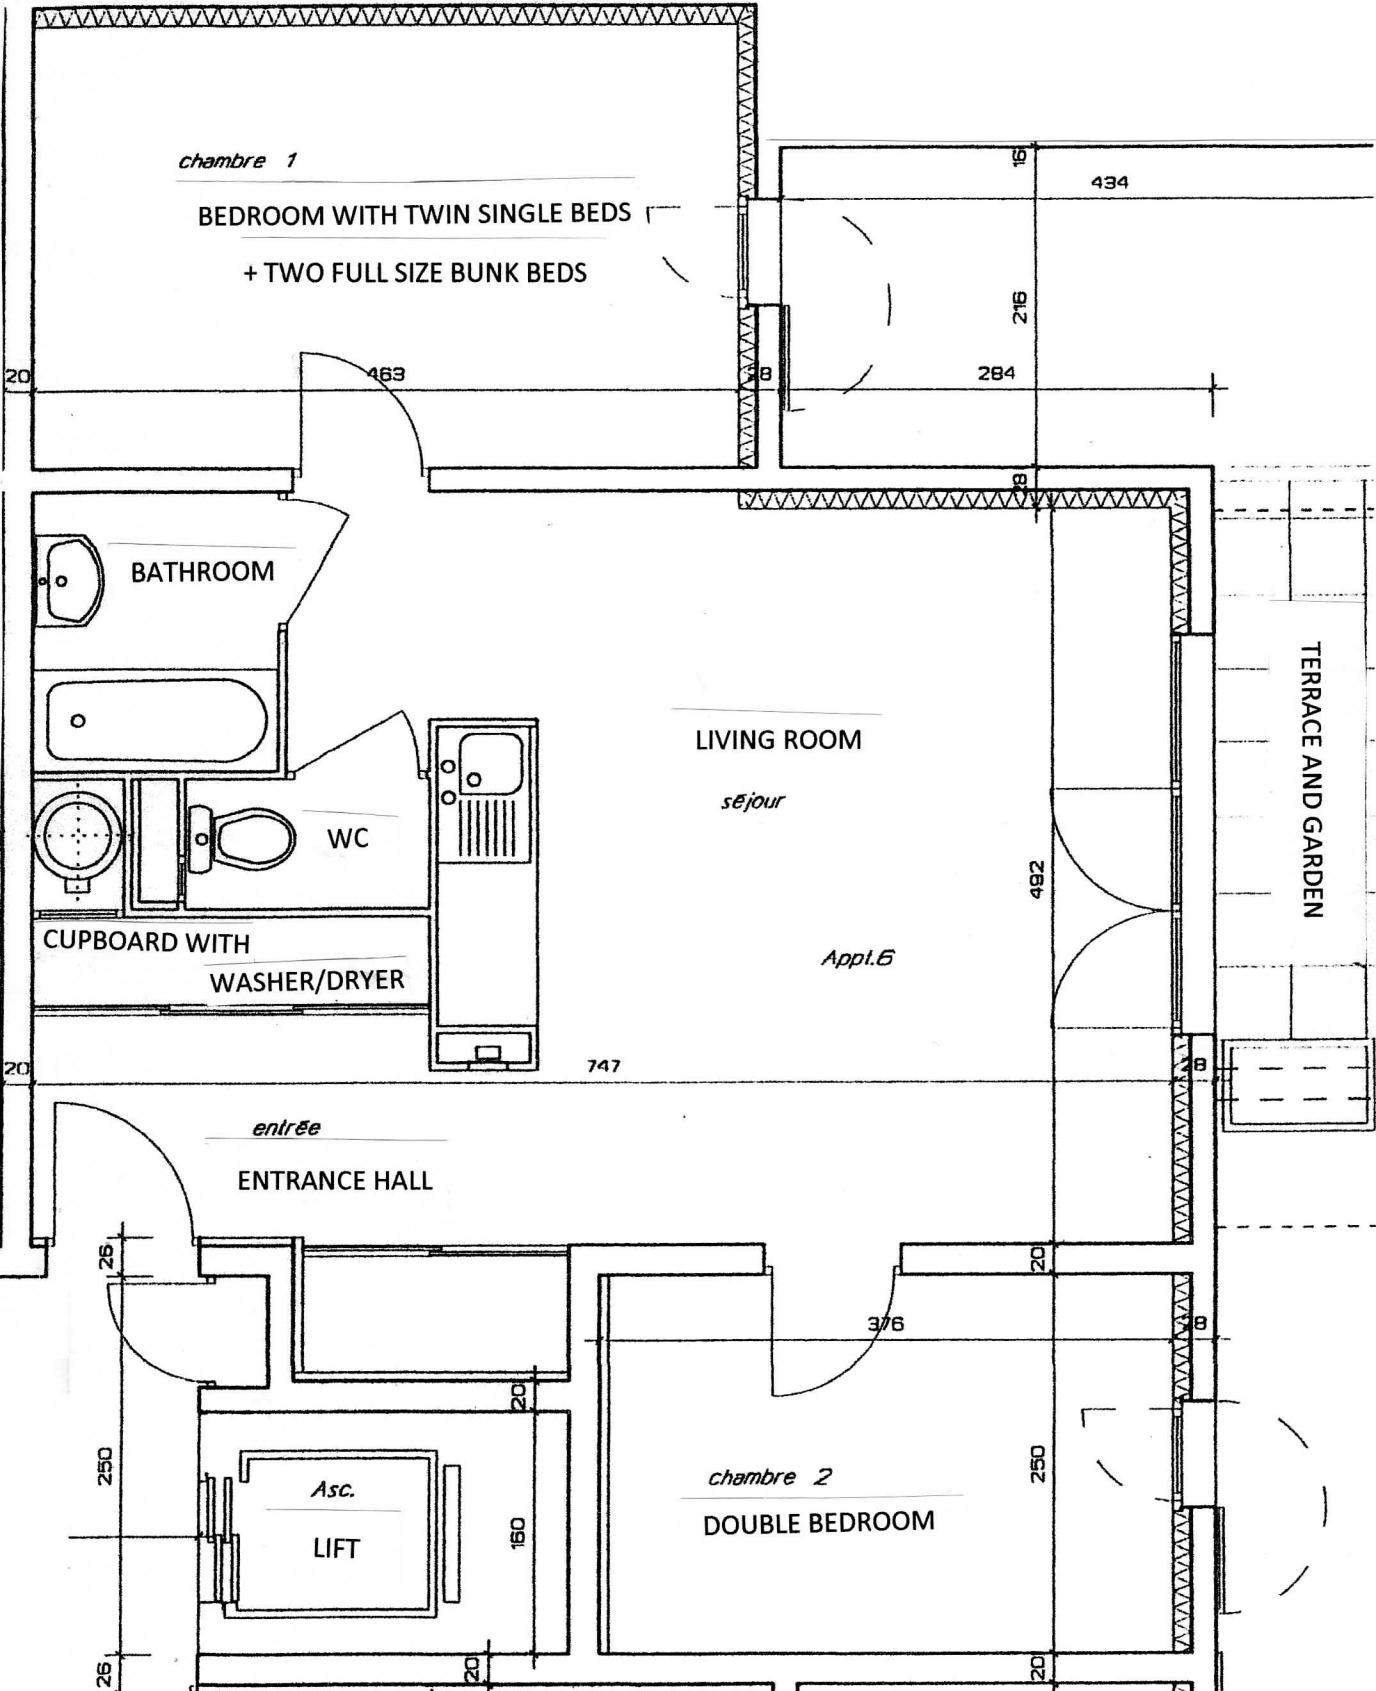 chambre 1
BEDROOM WITH TWIN SINGLE BEDS
+ TWO FULL SIZE BUNK BEDS
16
434
216
20
463
28
284
28
BATHROOM
LIVING ROOM
séjour
TERRACE AND GARDEN
WC
492
CUPBOARD WITH
WASHER/DRYER
Appt.6
20
747
28
entrée
ENTRANCE HALL
26
20
376
28
20
250
Asc.
LIFT
160
chambre 2
DOUBLE BEDROOM
250
26
20
20